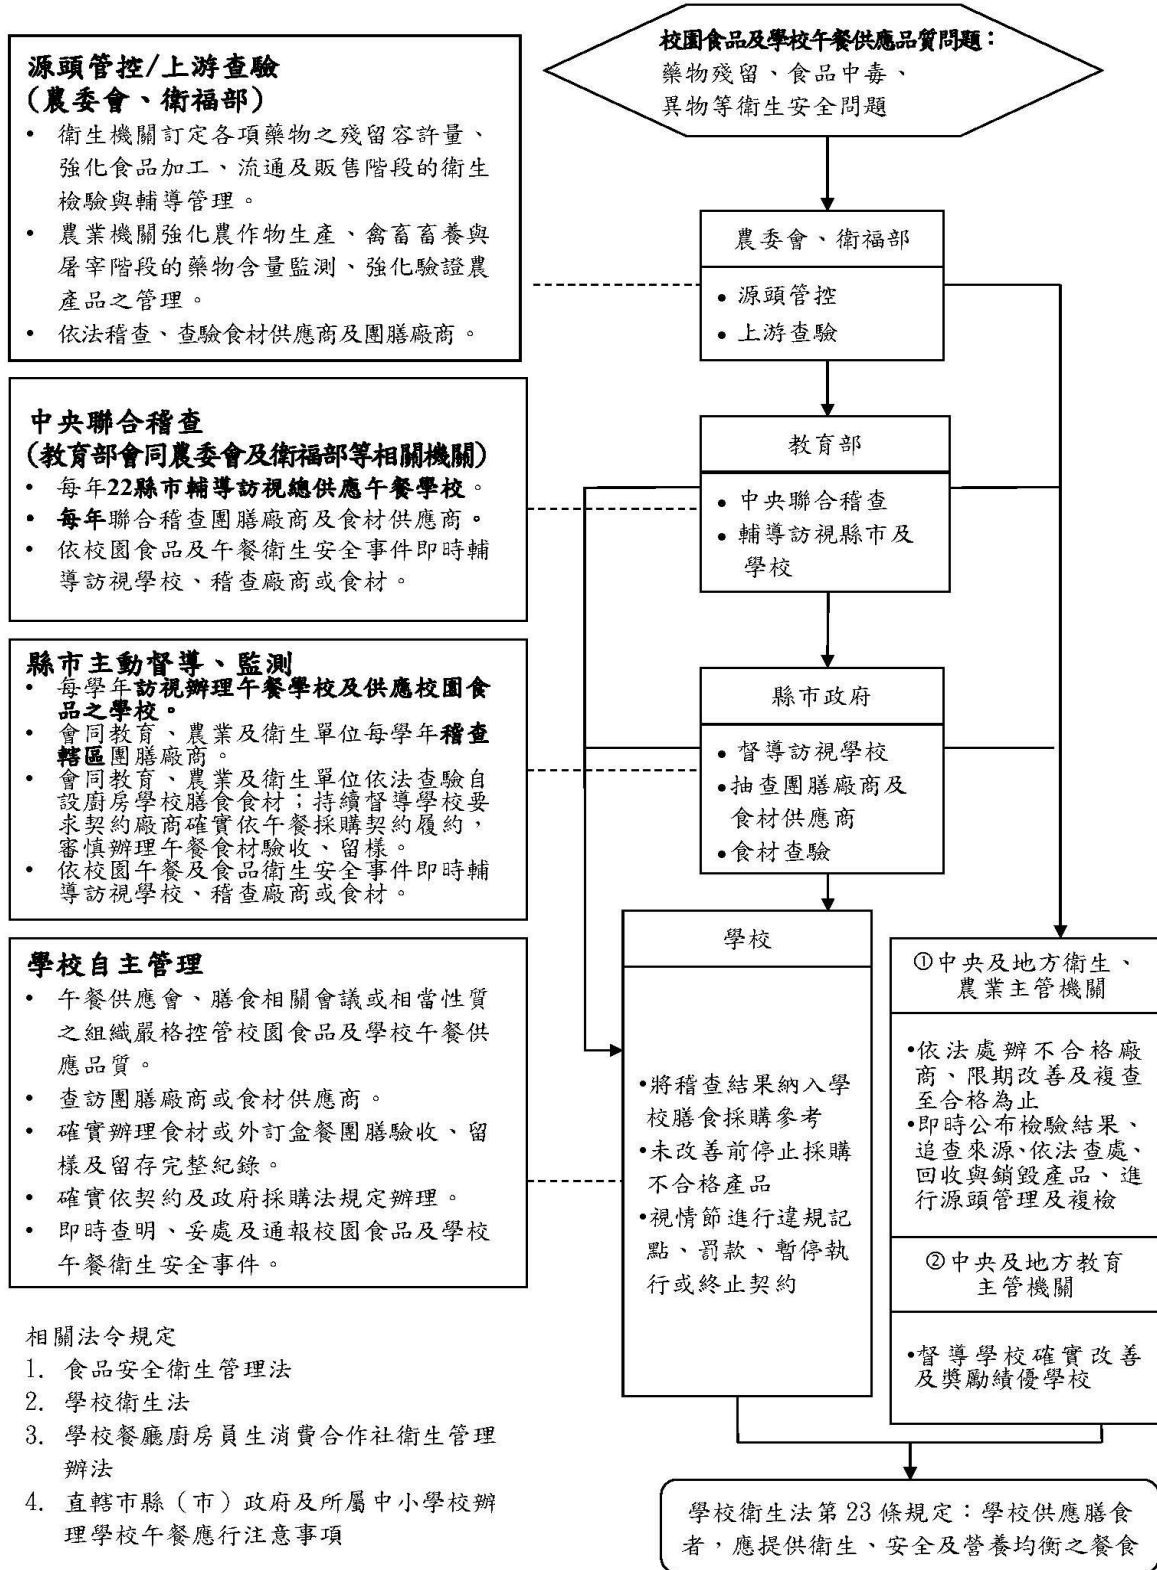 源頭管控/上游查驗
(農委會、衛福部)
• 衛生機關訂定各項藥物之殘留容許量、
強化食品加工、流通及販售階段的衛生
檢驗與輔導管理。
• 農業機關強化農作物生產、禽畜畜養與
屠宰階段的藥物含量監測、強化驗證農
產品之管理。
• 依法稽查、查驗食材供應商及團膳廠商。
中央聯合稽查
(教育部會同農委會及衛福部等相關機關)
• 每年22縣市輔導訪視總供應午餐學校。
• 每年聯合稽查團膳廠商及食材供應商。
• 依校園食品及午餐衛生安全事件即時輔
導訪視學校、稽查廠商或食材。
縣市主動督導、監測
• 每學年訪視辦理午餐學校及供應校園食
品之學校。
• 會同教育、農業及衛生單位每學年稽查
轄區團膳廠商。
• 會同教育、農業及衛生單位依法查驗自
設廚房學校膳食食材；持續督導學校要
求契約廠商確實依午餐採購契約履約，
審慎辦理午餐食材驗收、留樣。
• 依校園午餐及食品衛生安全事件即時輔
導訪視學校、稽查廠商或食材。
學校自主管理
• 午餐供應會、膳食相關會議或相當性質
之組織嚴格控管校園食品及學校午餐供
應品質。
• 查訪團膳廠商或食材供應商。
• 確實辦理食材或外訂盒餐團膳驗收、留
樣及留存完整紀錄。
• 確實依契約及政府採購法規定辦理。
• 即時查明、妥處及通報校園食品及學校
午餐衛生安全事件。
相關法令規定
1. 食品安全衛生管理法
2. 學校衛生法
3. 學校餐廳廚房員生消費合作社衛生管理
辦法
4. 直轄市縣（市）政府及所屬中小學校辦
理學校午餐應行注意事項
校園食品及學校午餐供應品質問題：
藥物殘留、食品中毒、
異物等衛生安全問題
農委會、衛福部
• 源頭管控
• 上游查驗
教育部
• 中央聯合稽查
• 輔導訪視縣市及
學校
縣市政府
• 督導訪視學校
•抽查團膳廠商及
食材供應商
•食材查驗
學校
•將稽查結果納入學
校膳食採購參考
•未改善前停止採購
不合格產品
•視情節進行違規記
點、罰款、暫停執
行或終止契約
①中央及地方衛生、
農業主管機關
•依法處辦不合格廠
商、限期改善及複查
至合格為止
•即時公布檢驗結果、
追查來源、依法查處、
回收與銷毀產品、進
行源頭管理及複檢
②中央及地方教育
主管機關
•督導學校確實改善
及獎勵績優學校
學校衛生法第 23 條規定：學校供應膳食
者，應提供衛生、安全及營養均衡之餐食